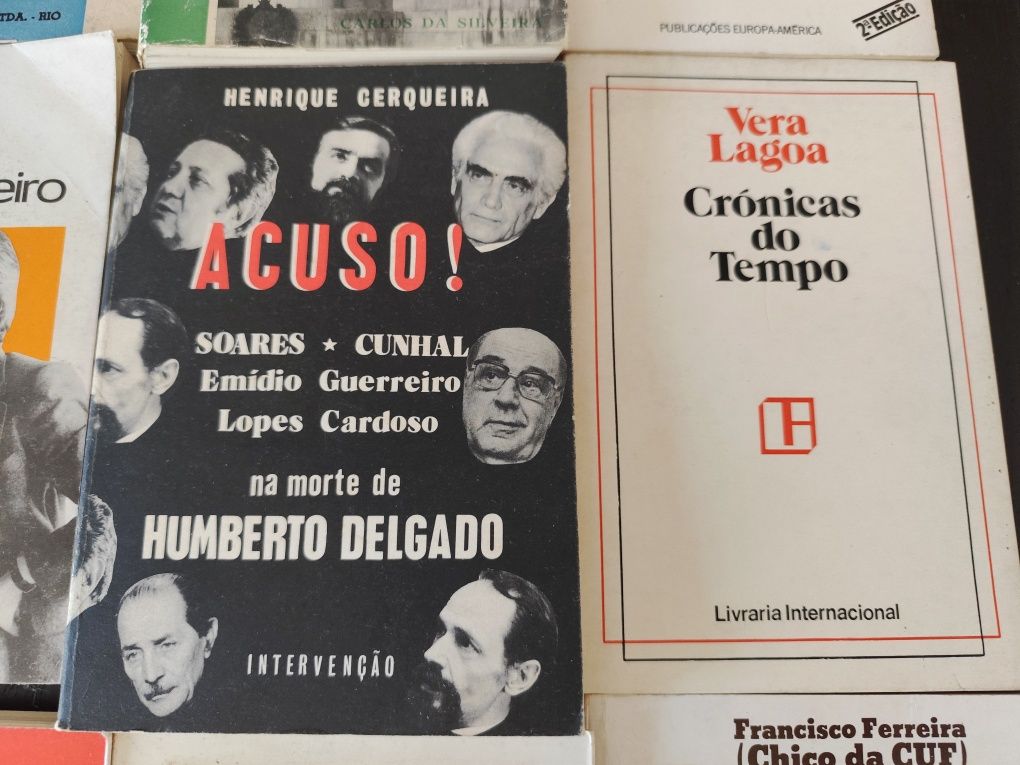 TDA. - RIO
CARLOS DA SILVEIRA
PUBLICAÇÕES EUROPA-AMÉRICA
2ª Edição
eiro
HENRIQUE CERQUEIRA
ACUSO!
SOARES ★ CUNHAL
Emídio Guerreiro
Lopes Cardoso
na morte de
HUMBERTO DELGADO
INTERVENÇÃO
Vera
Lagoa
Crónicas
do
Tempo
Livraria Internacional
Francisco Ferreira
(Chico da CUF)